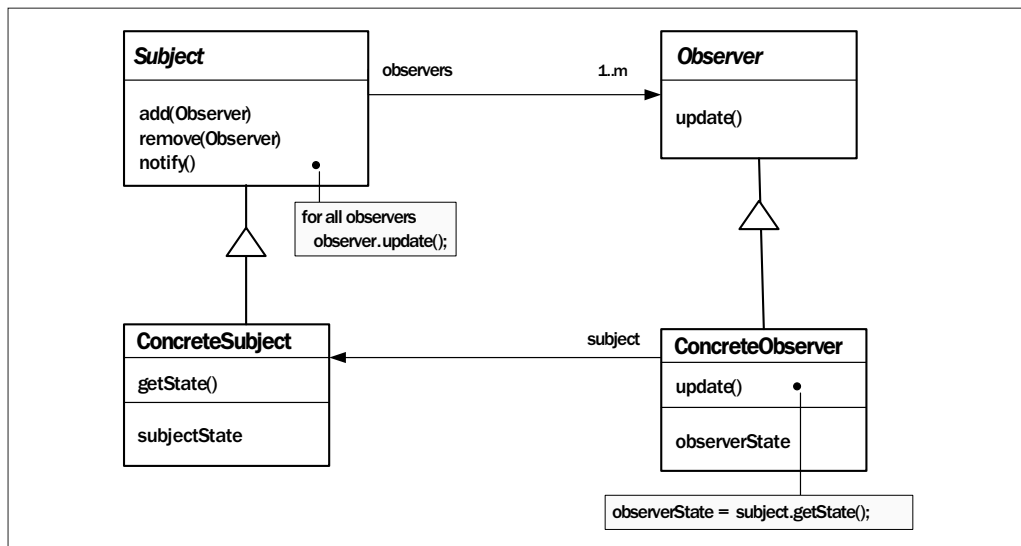 Subject
Observer
observers
1..m
add(Observer)
remove(Observer)
notify()
update()
for all observers
observer.update();
ConcreteSubject
subject
ConcreteObserver
getState()
update()
subjectState
observerState
observerState = subject.getState();